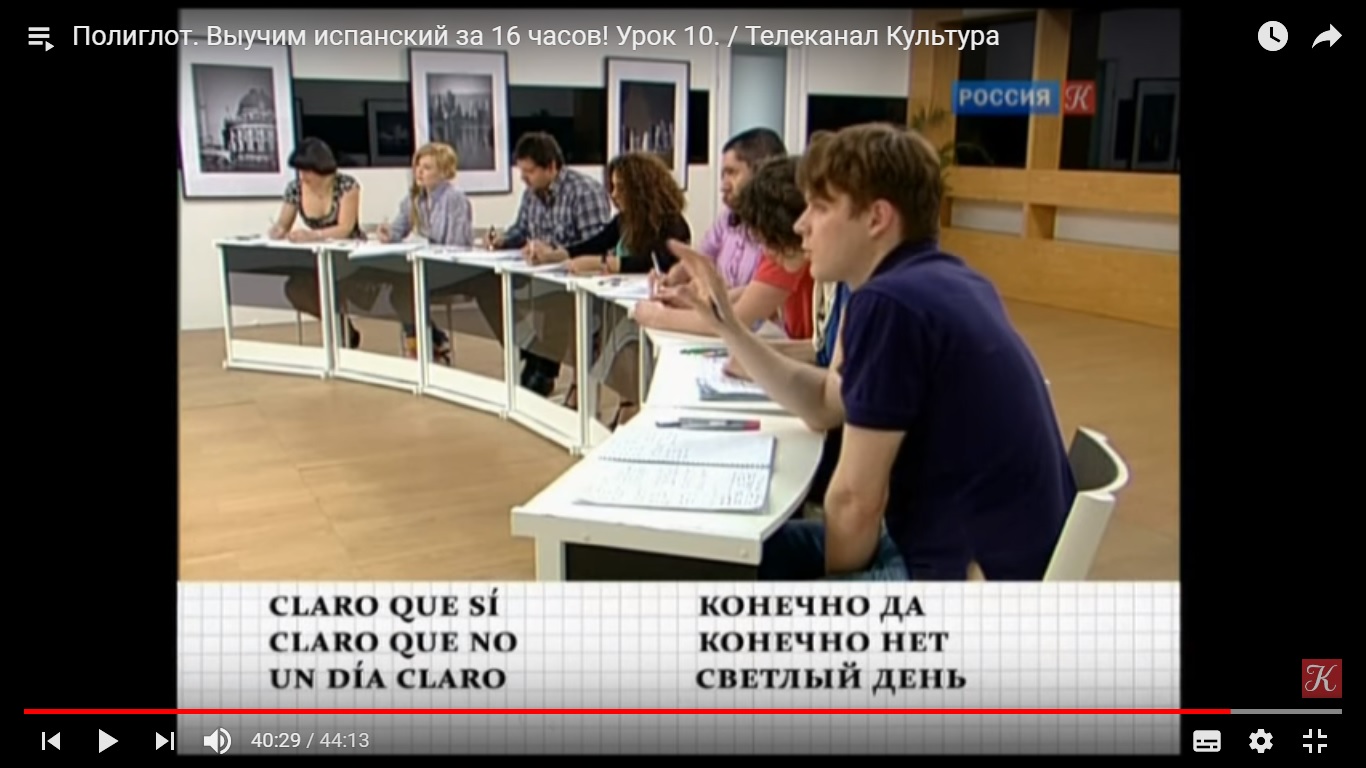 Полиглот. Выучим испанский за 16 часов! Урок 10. / Телеканал Культура
РОССИЯ К
CLARO QUE SÍ КОНЕЧНО ДА
CLARO QUE NO КОНЕЧНО НЕТ
UN DÍA CLARO СВЕТЛЫЙ ДЕНЬ
К
40:29 / 44:13